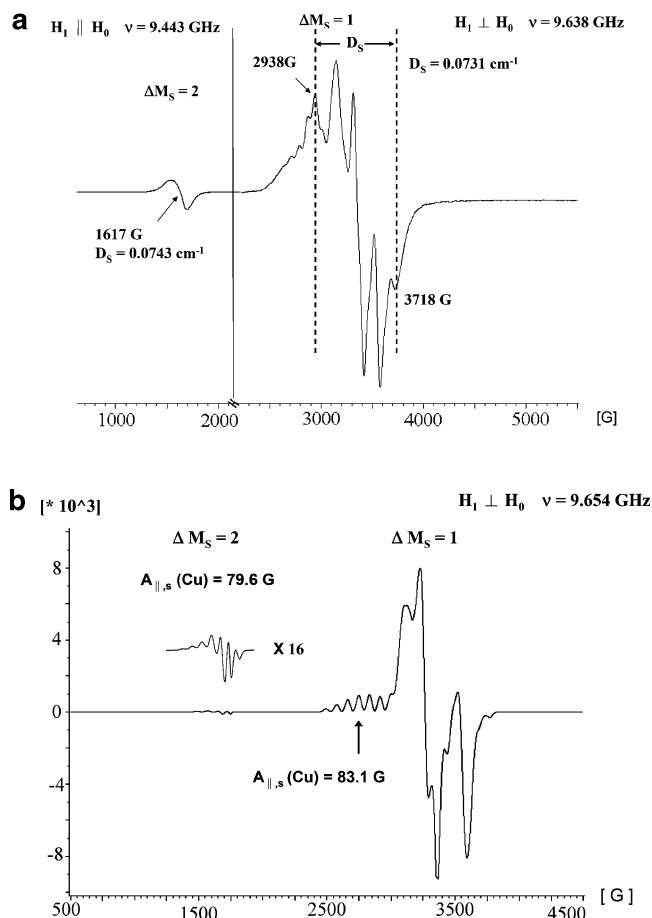 a
H₁ ∥ H₀ ν = 9.443 GHz
ΔMₛ = 1
H₁ ⊥ H₀ ν = 9.638 GHz
Dₛ
2938G
Dₛ = 0.0731 cm⁻¹
ΔMₛ = 2
1617 G
Dₛ = 0.0743 cm⁻¹
3718 G
1000 2000 3000 4000 5000 [G]
b [* 10^3]
H₁ ⊥ H₀ ν = 9.654 GHz
Δ Mₛ = 2 Δ Mₛ = 1
8
A∥,ₛ (Cu) = 79.6 G
4
X 16
0
A∥,ₛ (Cu) = 83.1 G
-4
-8
500 1500 2500 3500 4500 [ G ]